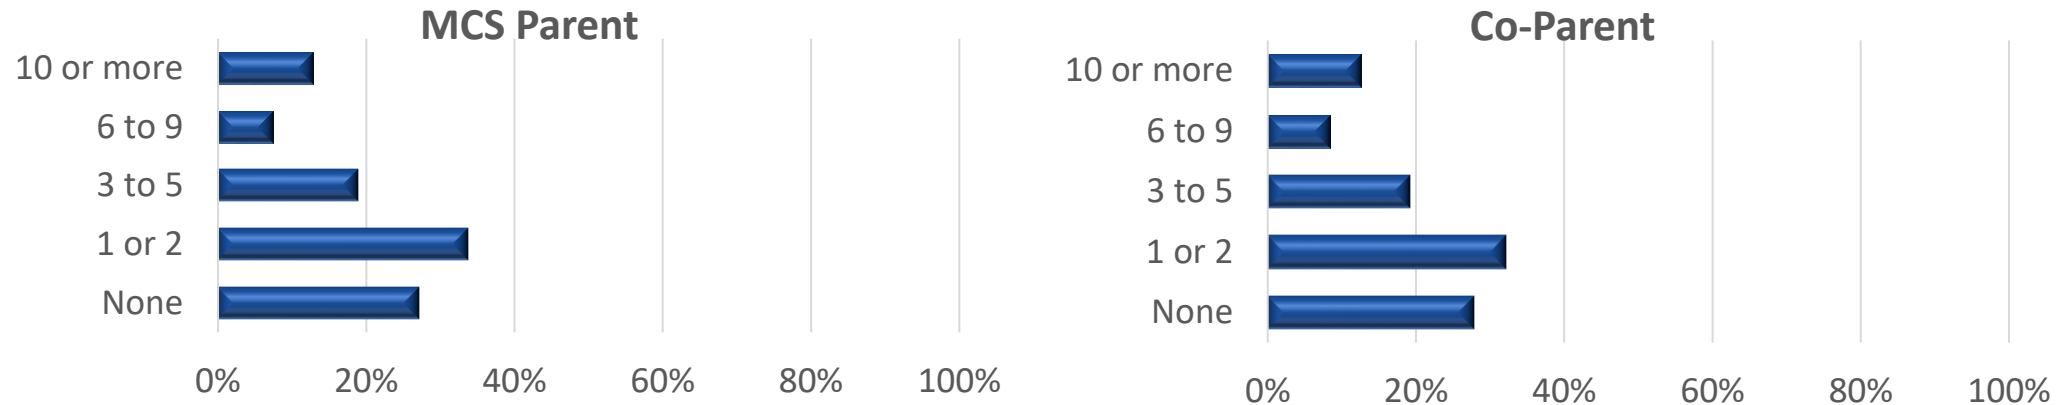 MCS Parent
10 or more
6 to 9
3 to 5
1 or 2
None
0% 20% 40% 60% 80% 100%
Co-Parent
10 or more
6 to 9
3 to 5
1 or 2
None
0% 20% 40% 60% 80% 100%